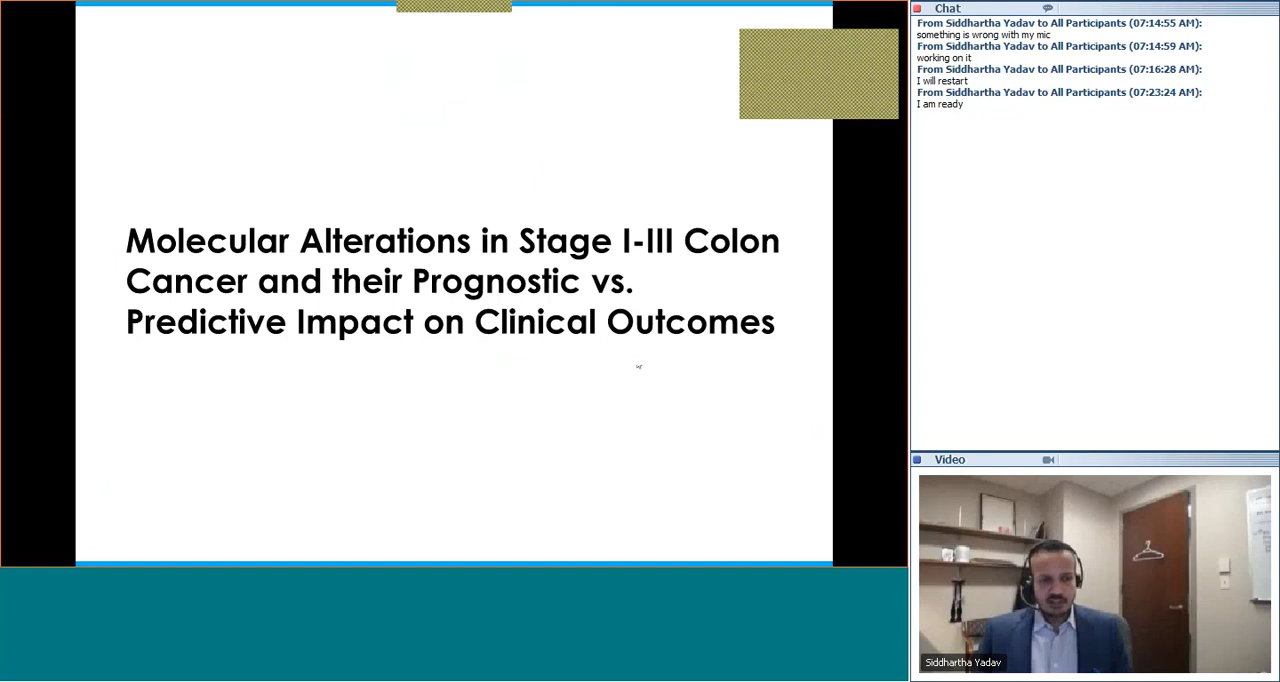 Molecular Alterations in Stage I-III Colon
Cancer and their Prognostic vs.
Predictive Impact on Clinical Outcomes
Chat
From Siddhartha Yadav to All Participants (07:14:55 AM):
something is wrong with my mic
From Siddhartha Yadav to All Participants (07:14:59 AM):
working on it
From Siddhartha Yadav to All Participants (07:16:28 AM):
I will restart
From Siddhartha Yadav to All Participants (07:23:24 AM):
I am ready
Video
Siddhartha Yadav